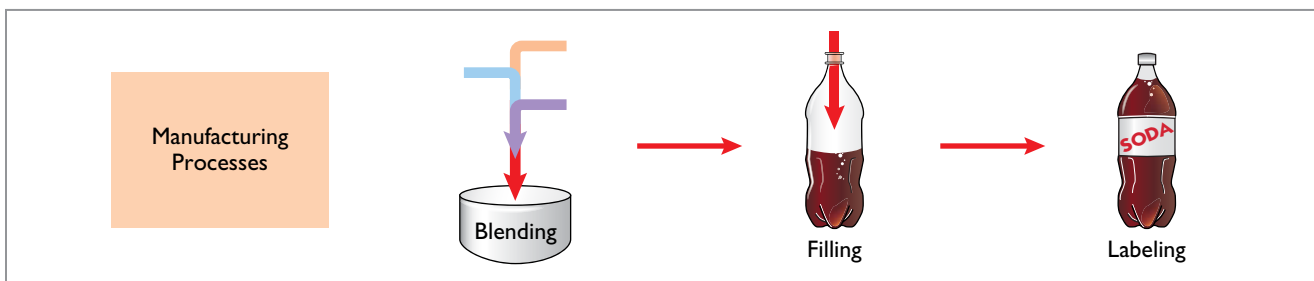 Manufacturing
Processes
Blending
Filling
SODA
Labeling